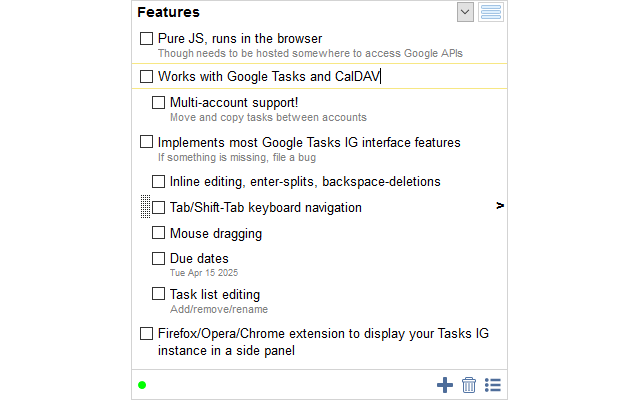 Features
Pure JS, runs in the browser
Though needs to be hosted somewhere to access Google APIs
Works with Google Tasks and CalDAV
Multi-account support!
Move and copy tasks between accounts
Implements most Google Tasks IG interface features
If something is missing, file a bug
Inline editing, enter-splits, backspace-deletions
Tab/Shift-Tab keyboard navigation >
Mouse dragging
Due dates
Tue Apr 15 2025
Task list editing
Add/remove/rename
Firefox/Opera/Chrome extension to display your Tasks IG
instance in a side panel